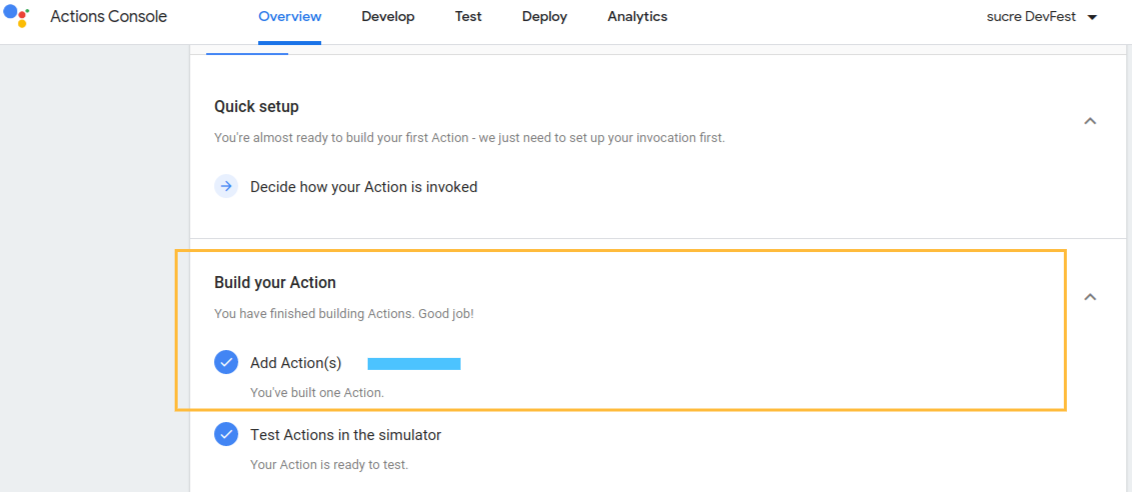 Actions Console Overview Develop Test Deploy Analytics sucre DevFest
Quick setup
You're almost ready to build your first Action - we just need to set up your invocation first.
Decide how your Action is invoked
Build your Action
You have finished building Actions. Good job!
Add Action(s)
You've built one Action.
Test Actions in the simulator
Your Action is ready to test.